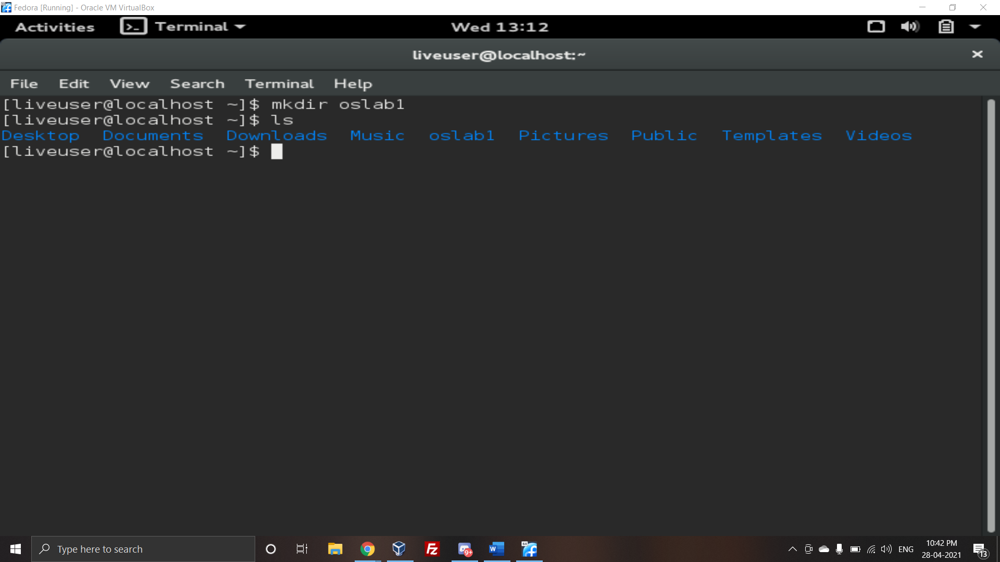 Fedora [Running] - Oracle VM VirtualBox
Activities Terminal Wed 13:12
liveuser@localhost:~
File Edit View Search Terminal Help
[liveuser@localhost ~]$ mkdir oslab1
[liveuser@localhost ~]$ ls
Desktop Documents Downloads Music oslab1 Pictures Public Templates Videos
[liveuser@localhost ~]$
Type here to search 9+ W 64 ENG 10:42 PM
28-04-2021 13